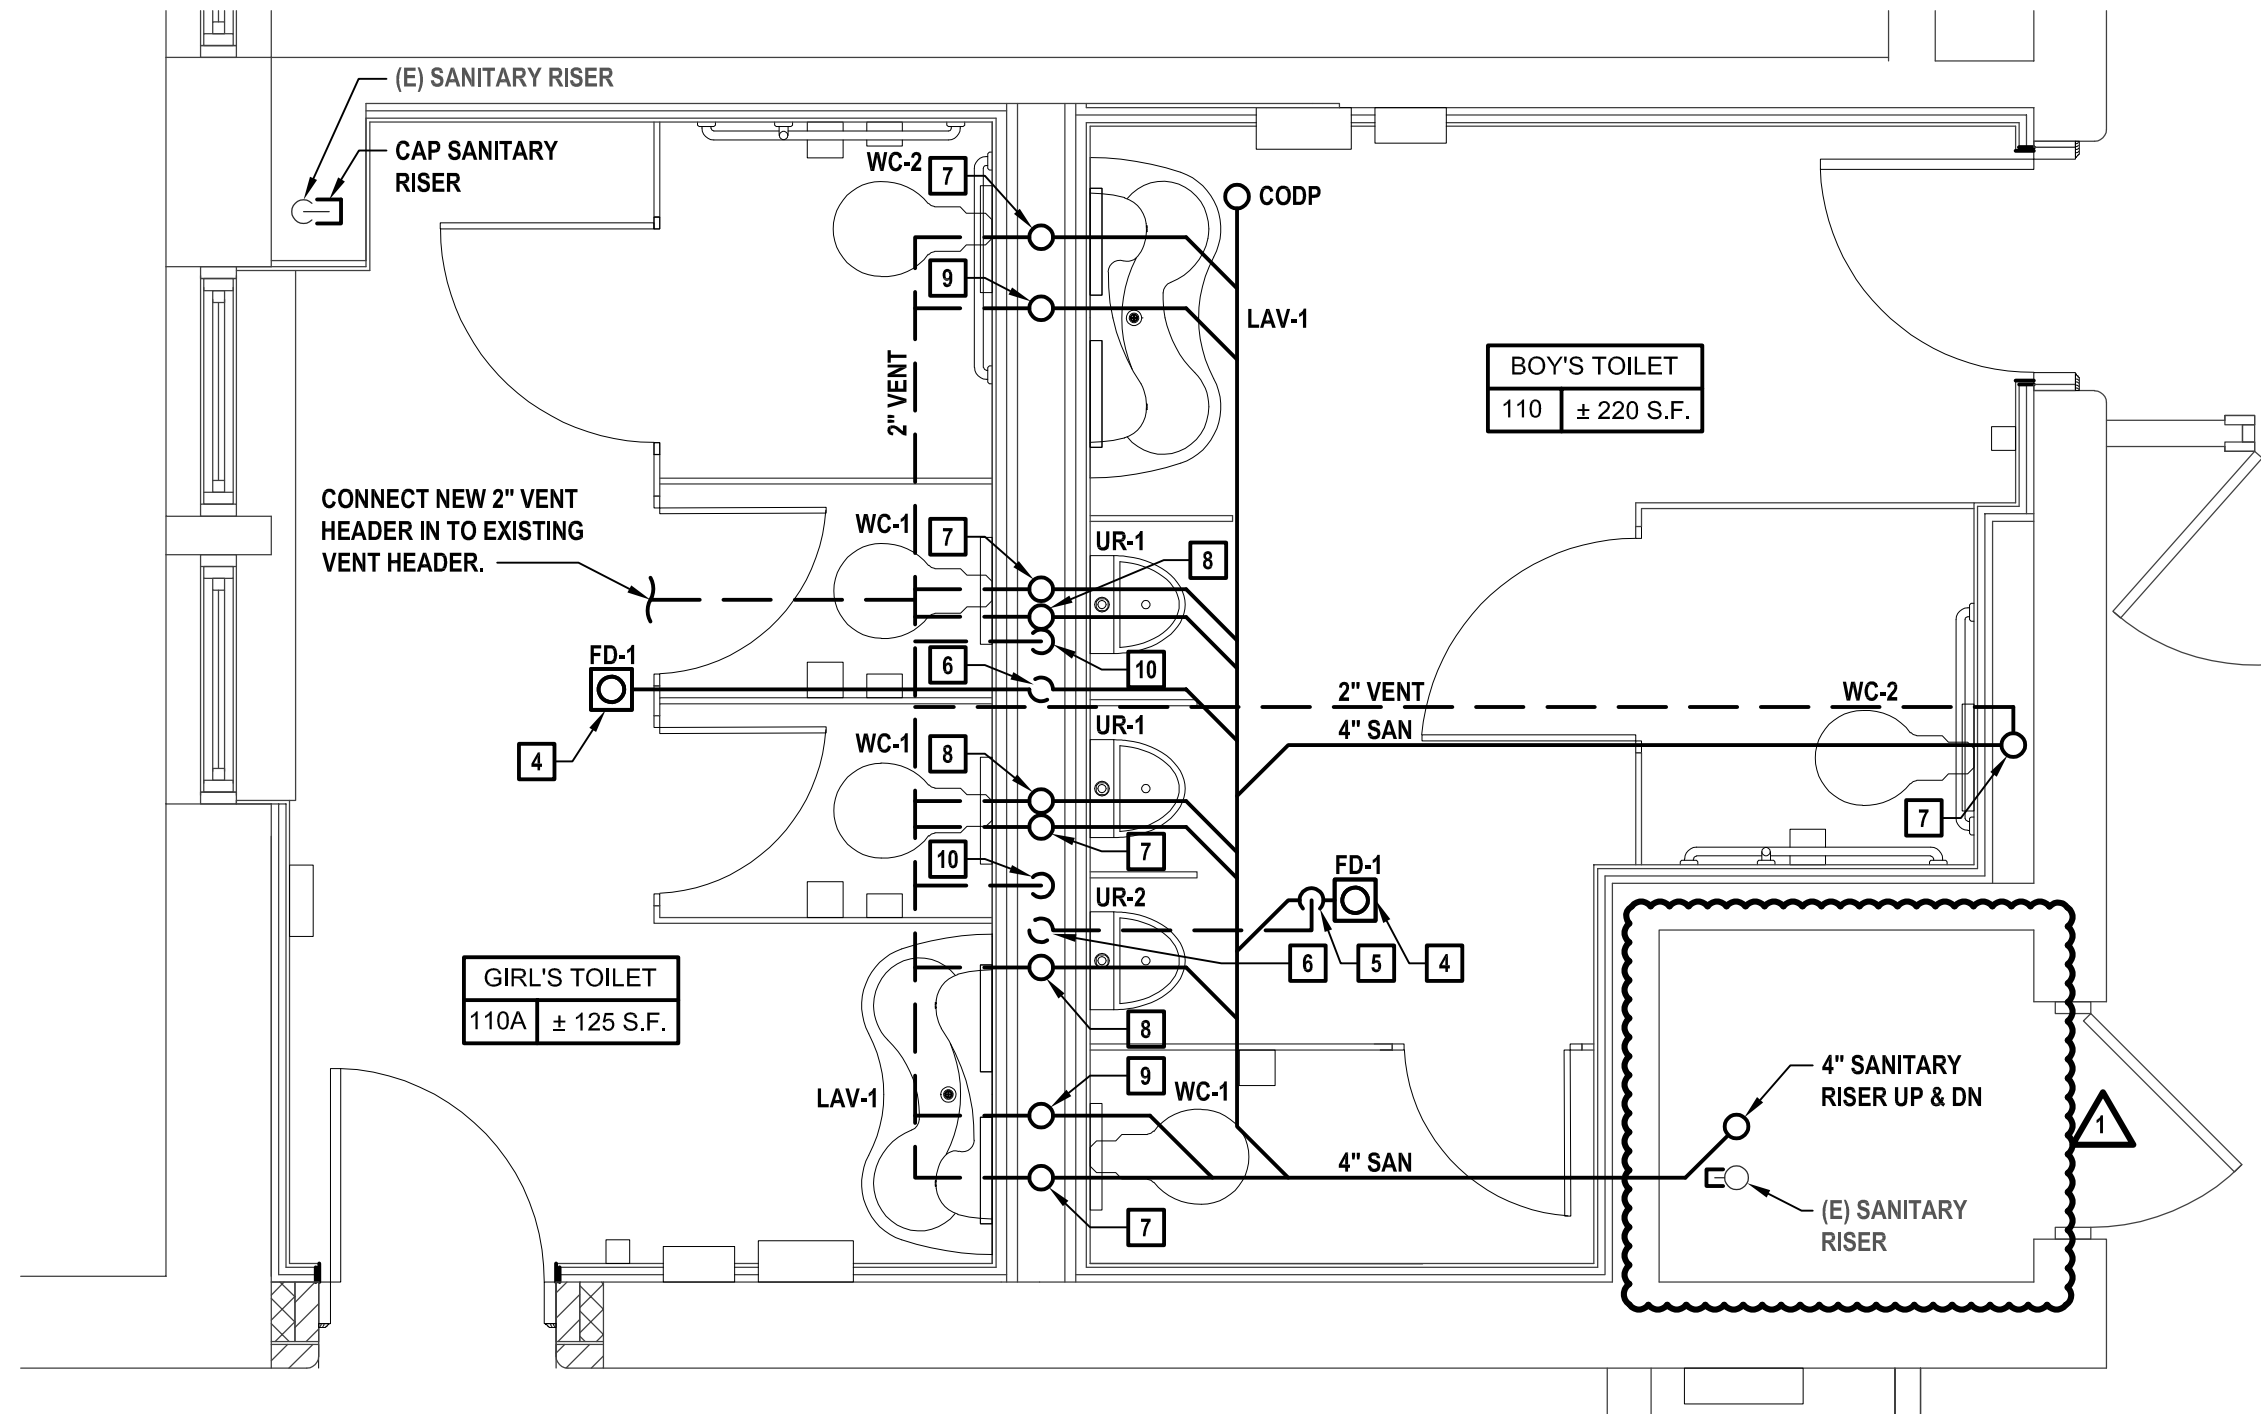 (E) SANITARY RISER
CAP SANITARY
RISER
WC-2
7
CODP
9
LAV-1
2" VENT
BOY'S TOILET
110
± 220 S.F.
CONNECT NEW 2" VENT
HEADER IN TO EXISTING
VENT HEADER.
WC-1
7
UR-1
8
FD-1
6
10
4
2" VENT
4" SAN
WC-2
7
WC-1
8
UR-1
7
10
UR-2
FD-1
6
5
4
GIRL'S TOILET
110A
± 125 S.F.
8
9
LAV-1
WC-1
4" SAN
7
4" SANITARY
RISER UP & DN
1
(E) SANITARY
RISER